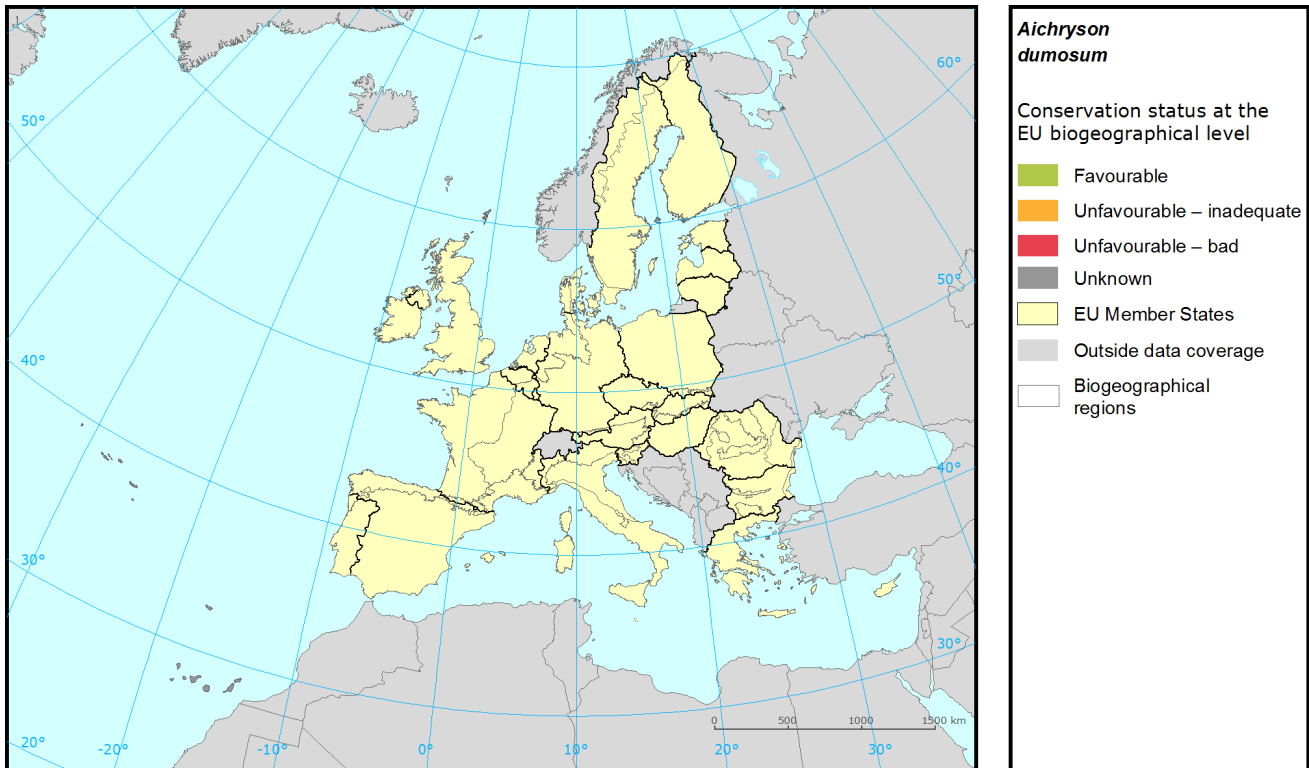 60°
50°
50°
40°
40°
30°
30°
0 500 1000 1500 km
20° -20° -10° 0° 10° 20° 30°
Aichryson
dumosum
Conservation status at the
EU biogeographical level
Favourable
Unfavourable – inadequate
Unfavourable – bad
Unknown
EU Member States
Outside data coverage
Biogeographical
regions